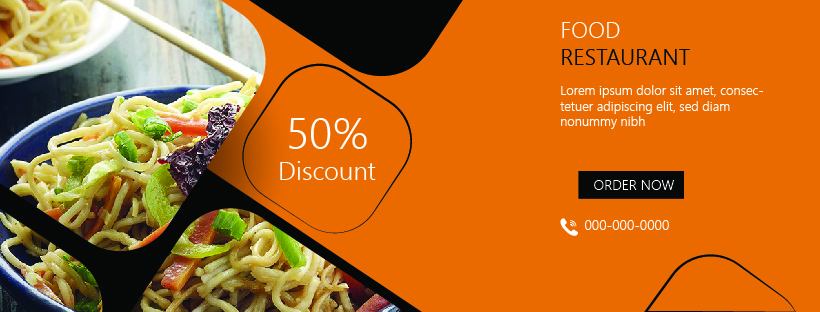 50%
Discount
FOOD
RESTAURANT
Lorem ipsum dolor sit amet, consec-
tetuer adipiscing elit, sed diam
nonummy nibh
ORDER NOW
000-000-0000